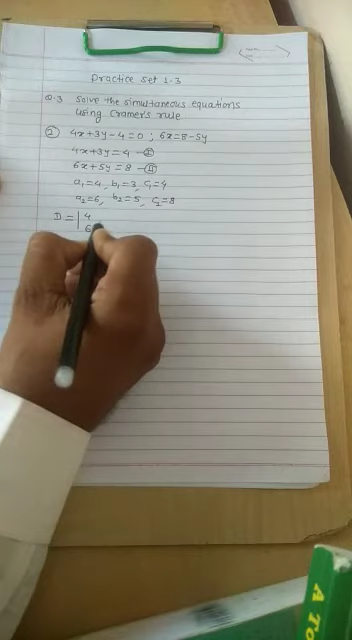 Practice Set 1.3
Q.3 Solve the simultaneous equations
using Cramer's rule
② 4x+3y-4=0 ; 6x=8-5y
4x+3y=4 —Ⓘ
6x+5y=8 —Ⅱ
a₁=4, b₁=3, c₁=4
a₂=6, b₂=5, c₂=8
D = | 4
6
A TO